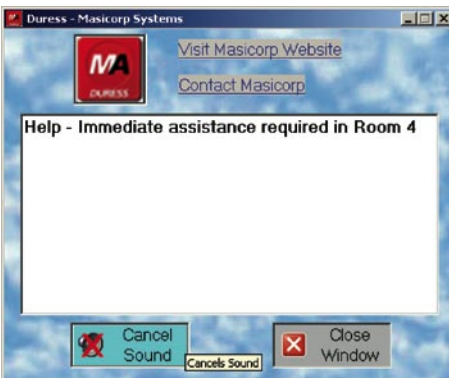 Duress - Masicorp Systems
MA
DURESS
Visit Masicorp Website
Contact Masicorp
Help - Immediate assistance required in Room 4
Cancel
Sound
Cancels Sound
Close
Window